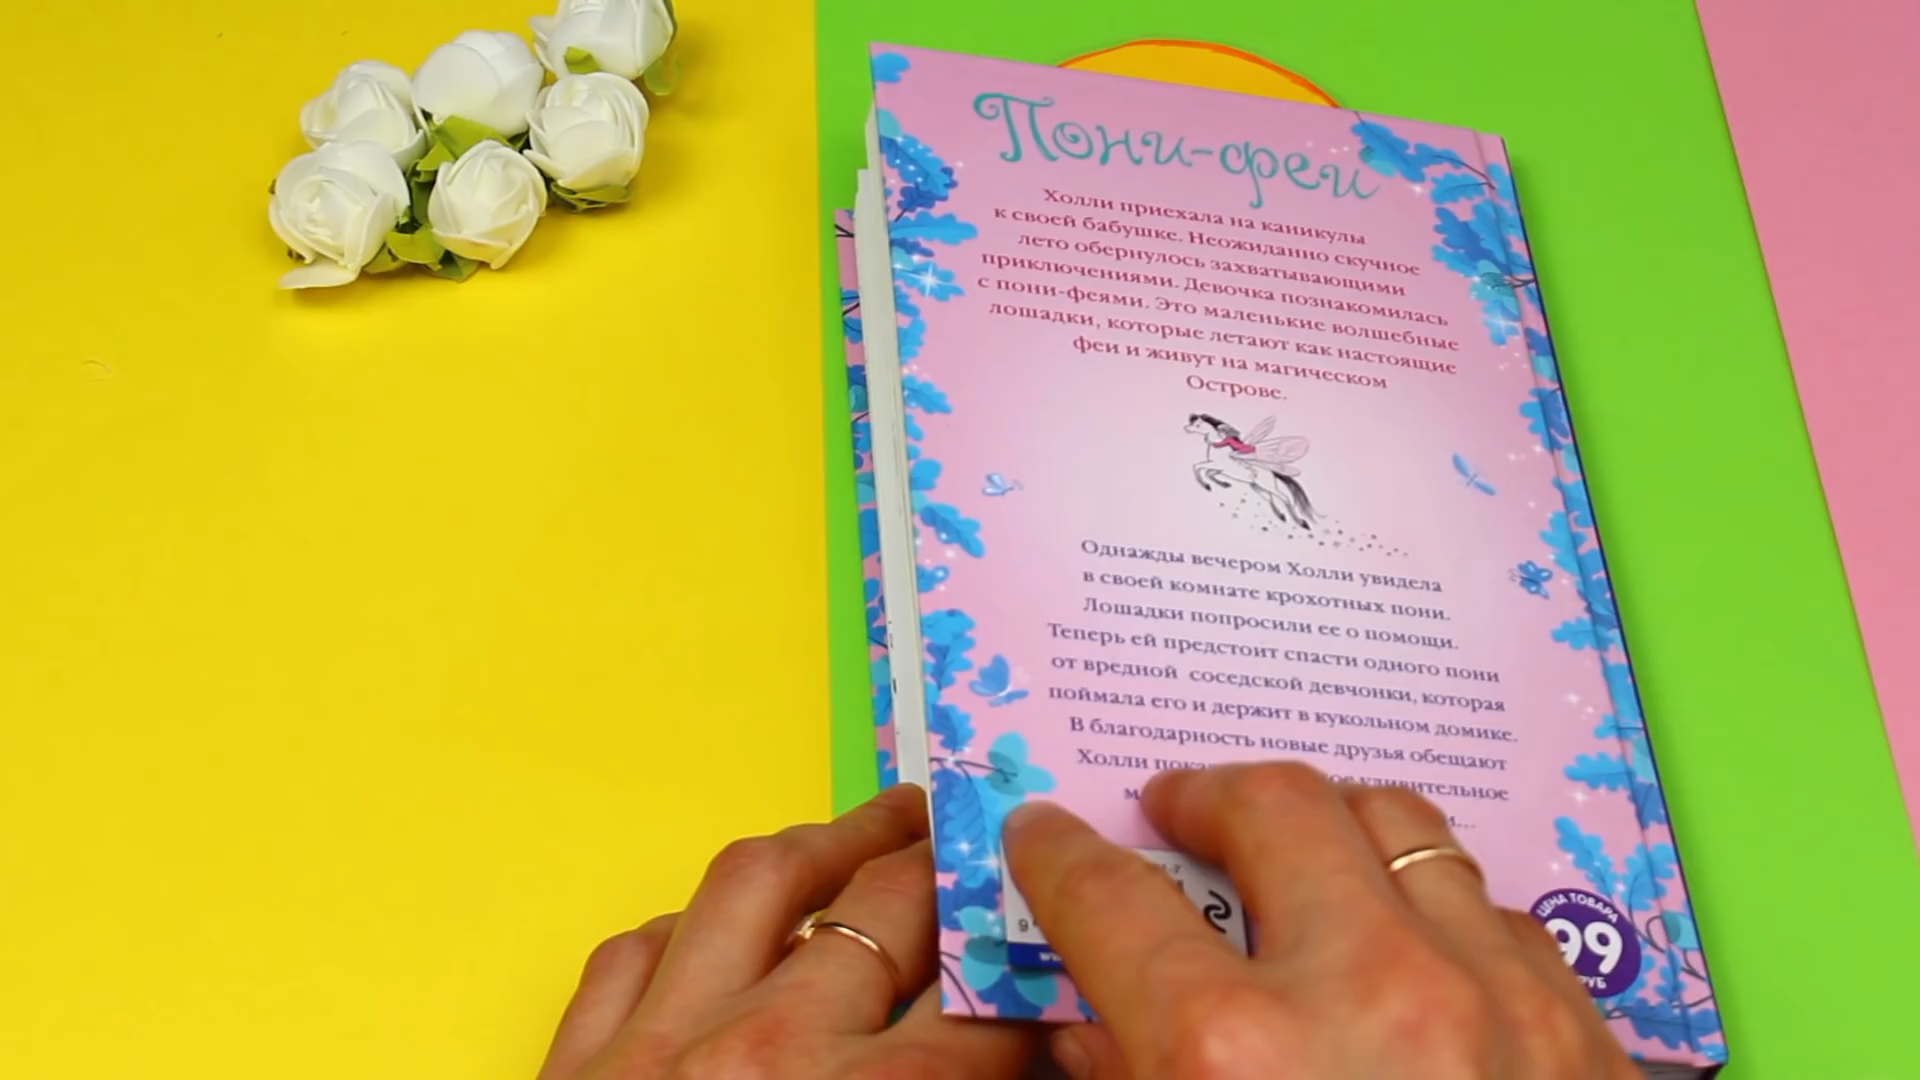 Пони-феи
Холли приехала на каникулы
к своей бабушке. Неожиданно скучное
лето обернулось захватывающими
приключениями. Девочка познакомилась
с пони-феями. Это маленькие волшебные
лошадки, которые летают как настоящие
феи и живут на магическом
Острове.
Однажды вечером Холли увидела
в своей комнате крохотных пони.
Лошадки попросили ее о помощи.
Теперь ей предстоит спасти одного пони
от вредной соседской девчонки, которая
поймала его и держит в кукольном домике.
В благодарность новые друзья обещают
Холли удивительное
ЦЕНА ТОВАРА
99
РУБ
9